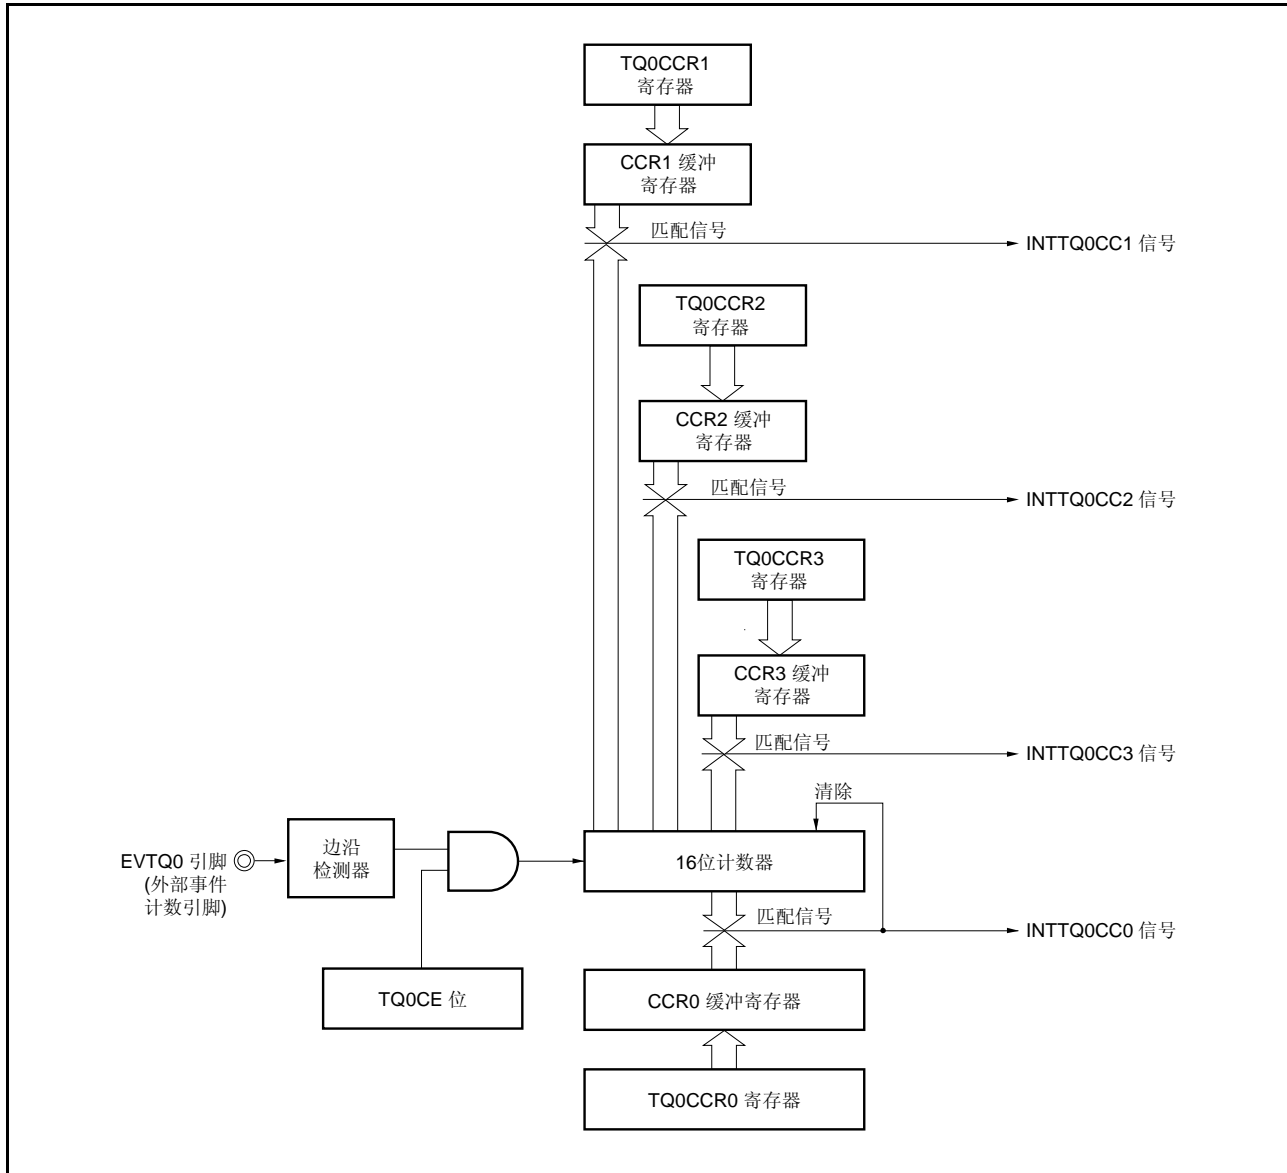 TQ0CCR1
寄存器
CCR1 缓冲
寄存器
匹配信号
INTTQ0CC1 信号
TQ0CCR2
寄存器
CCR2 缓冲
寄存器
匹配信号
INTTQ0CC2 信号
TQ0CCR3
寄存器
CCR3 缓冲
寄存器
匹配信号
INTTQ0CC3 信号
清除
EVTQ0 引脚
(外部事件
计数引脚)
边沿
检测器
16位计数器
匹配信号
INTTQ0CC0 信号
TQ0CE 位
CCR0 缓冲寄存器
TQ0CCR0 寄存器